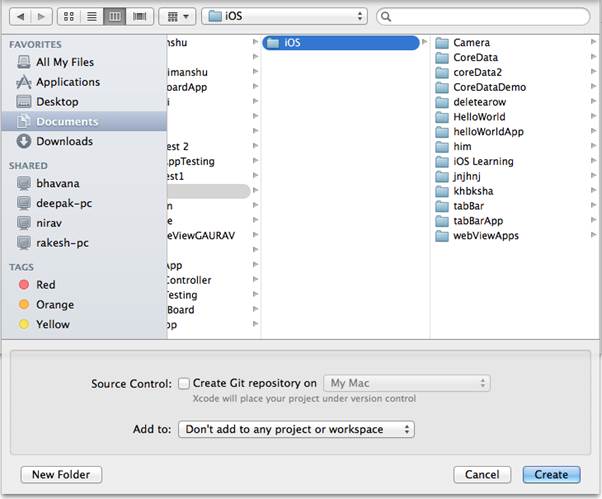 iOS
FAVORITES
All My Files
Applications
Desktop
Documents
Downloads
SHARED
bhavana
deepak-pc
nirav
rakesh-pc
TAGS
Red
Orange
Yellow
anshu
imanshu
oardApp
i
est 2
AppTesting
est1
n
e
eViewGAURAV
App
Controller
Testing
Board
pp
iOS
Camera
CoreData
coreData2
CoreDataDemo
deletearow
HelloWorld
helloWorldApp
him
iOS Learning
jnjhnj
khbksha
tabBar
tabBarApp
webViewApps
Source Control: Create Git repository on My Mac
Xcode will place your project under version control
Add to: Don't add to any project or workspace
New Folder Cancel Create